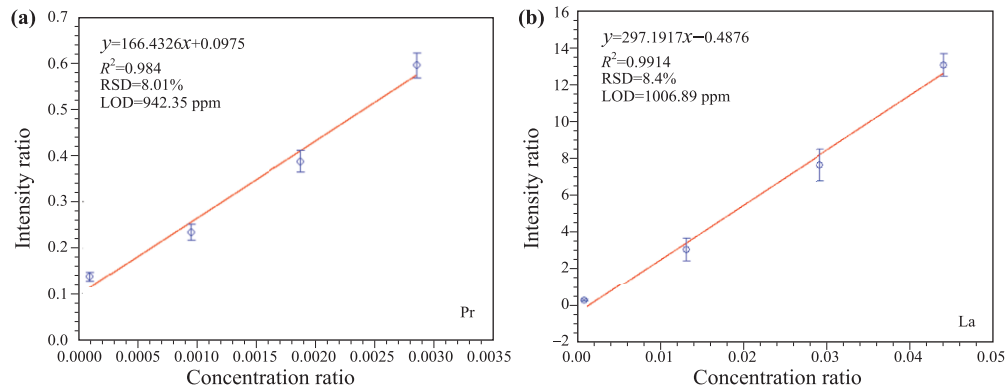 (a)
0.7
0.6
0.5
0.4
0.3
0.2
0.1
0.0
Intensity ratio
y=166.4326x+0.0975
R²=0.984
RSD=8.01%
LOD=942.35 ppm
Pr
0.0000 0.0005 0.0010 0.0015 0.0020 0.0025 0.0030 0.0035
Concentration ratio
(b)
16
14
12
10
8
6
4
2
0
−2
Intensity ratio
y=297.1917x−0.4876
R²=0.9914
RSD=8.4%
LOD=1006.89 ppm
La
0.00 0.01 0.02 0.03 0.04 0.05
Concentration ratio